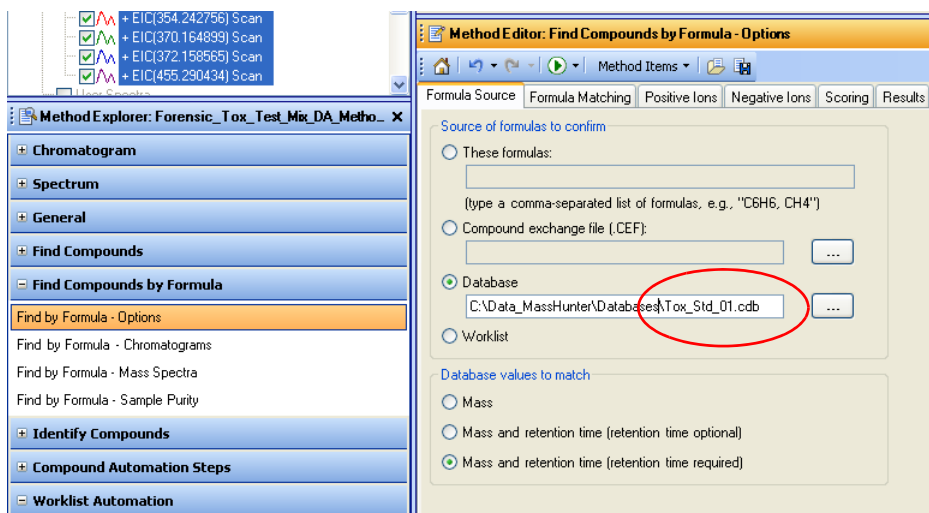 + EIC(354.242756) Scan
+ EIC(370.164899) Scan
+ EIC(372.158565) Scan
+ EIC(455.290434) Scan
Method Explorer: Forensic_Tox_Test_Mix_DA_Metho... X
Chromatogram
Spectrum
General
Find Compounds
Find Compounds by Formula
Find by Formula - Options
Find by Formula - Chromatograms
Find by Formula - Mass Spectra
Find by Formula - Sample Purity
Identify Compounds
Compound Automation Steps
Worklist Automation
Method Editor: Find Compounds by Formula - Options
Method Items
Formula Source Formula Matching Positive Ions Negative Ions Scoring Results
Source of formulas to confirm
These formulas:
(type a comma-separated list of formulas, e.g., "C6H6, CH4")
Compound exchange file (.CEF):
...
Database
C:\Data_MassHunter\Databases\Tox_Std_01.cdb
...
Worklist
Database values to match
Mass
Mass and retention time (retention time optional)
Mass and retention time (retention time required)